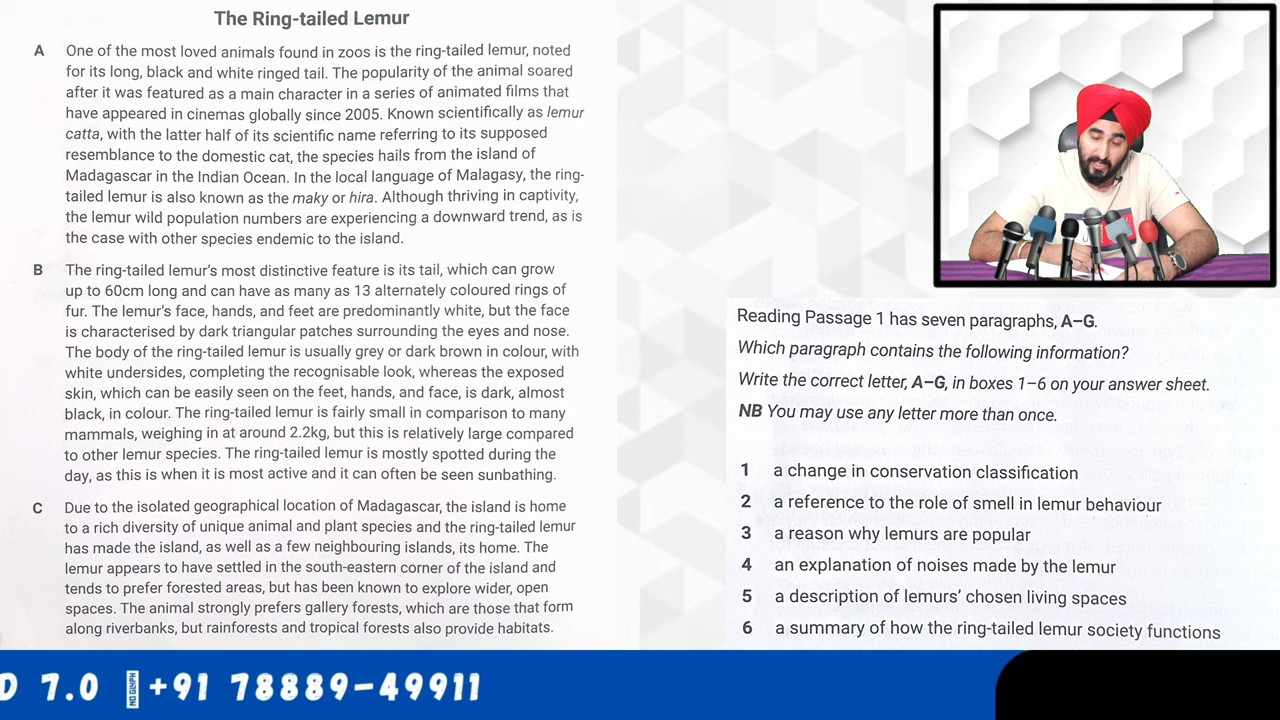 The Ring-tailed Lemur
A One of the most loved animals found in zoos is the ring-tailed lemur, noted
for its long, black and white ringed tail. The popularity of the animal soared
after it was featured as a main character in a series of animated films that
have appeared in cinemas globally since 2005. Known scientifically as lemur
catta, with the latter half of its scientific name referring to its supposed
resemblance to the domestic cat, the species hails from the island of
Madagascar in the Indian Ocean. In the local language of Malagasy, the ring-
tailed lemur is also known as the maky or hira. Although thriving in captivity,
the lemur wild population numbers are experiencing a downward trend, as is
the case with other species endemic to the island.
B The ring-tailed lemur's most distinctive feature is its tail, which can grow
up to 60cm long and can have as many as 13 alternately coloured rings of
fur. The lemur's face, hands, and feet are predominantly white, but the face
is characterised by dark triangular patches surrounding the eyes and nose.
The body of the ring-tailed lemur is usually grey or dark brown in colour, with
white undersides, completing the recognisable look, whereas the exposed
skin, which can be easily seen on the feet, hands, and face, is dark, almost
black, in colour. The ring-tailed lemur is fairly small in comparison to many
mammals, weighing in at around 2.2kg, but this is relatively large compared
to other lemur species. The ring-tailed lemur is mostly spotted during the
day, as this is when it is most active and it can often be seen sunbathing.
C Due to the isolated geographical location of Madagascar, the island is home
to a rich diversity of unique animal and plant species and the ring-tailed lemur
has made the island, as well as a few neighbouring islands, its home. The
lemur appears to have settled in the south-eastern corner of the island and
tends to prefer forested areas, but has been known to explore wider, open
spaces. The animal strongly prefers gallery forests, which are those that form
along riverbanks, but rainforests and tropical forests also provide habitats.
Reading Passage 1 has seven paragraphs, A–G.
Which paragraph contains the following information?
Write the correct letter, A–G, in boxes 1–6 on your answer sheet.
NB You may use any letter more than once.
1 a change in conservation classification
2 a reference to the role of smell in lemur behaviour
3 a reason why lemurs are popular
4 an explanation of noises made by the lemur
5 a description of lemurs' chosen living spaces
6 a summary of how the ring-tailed lemur society functions
D 7.0 +91 78889-49911